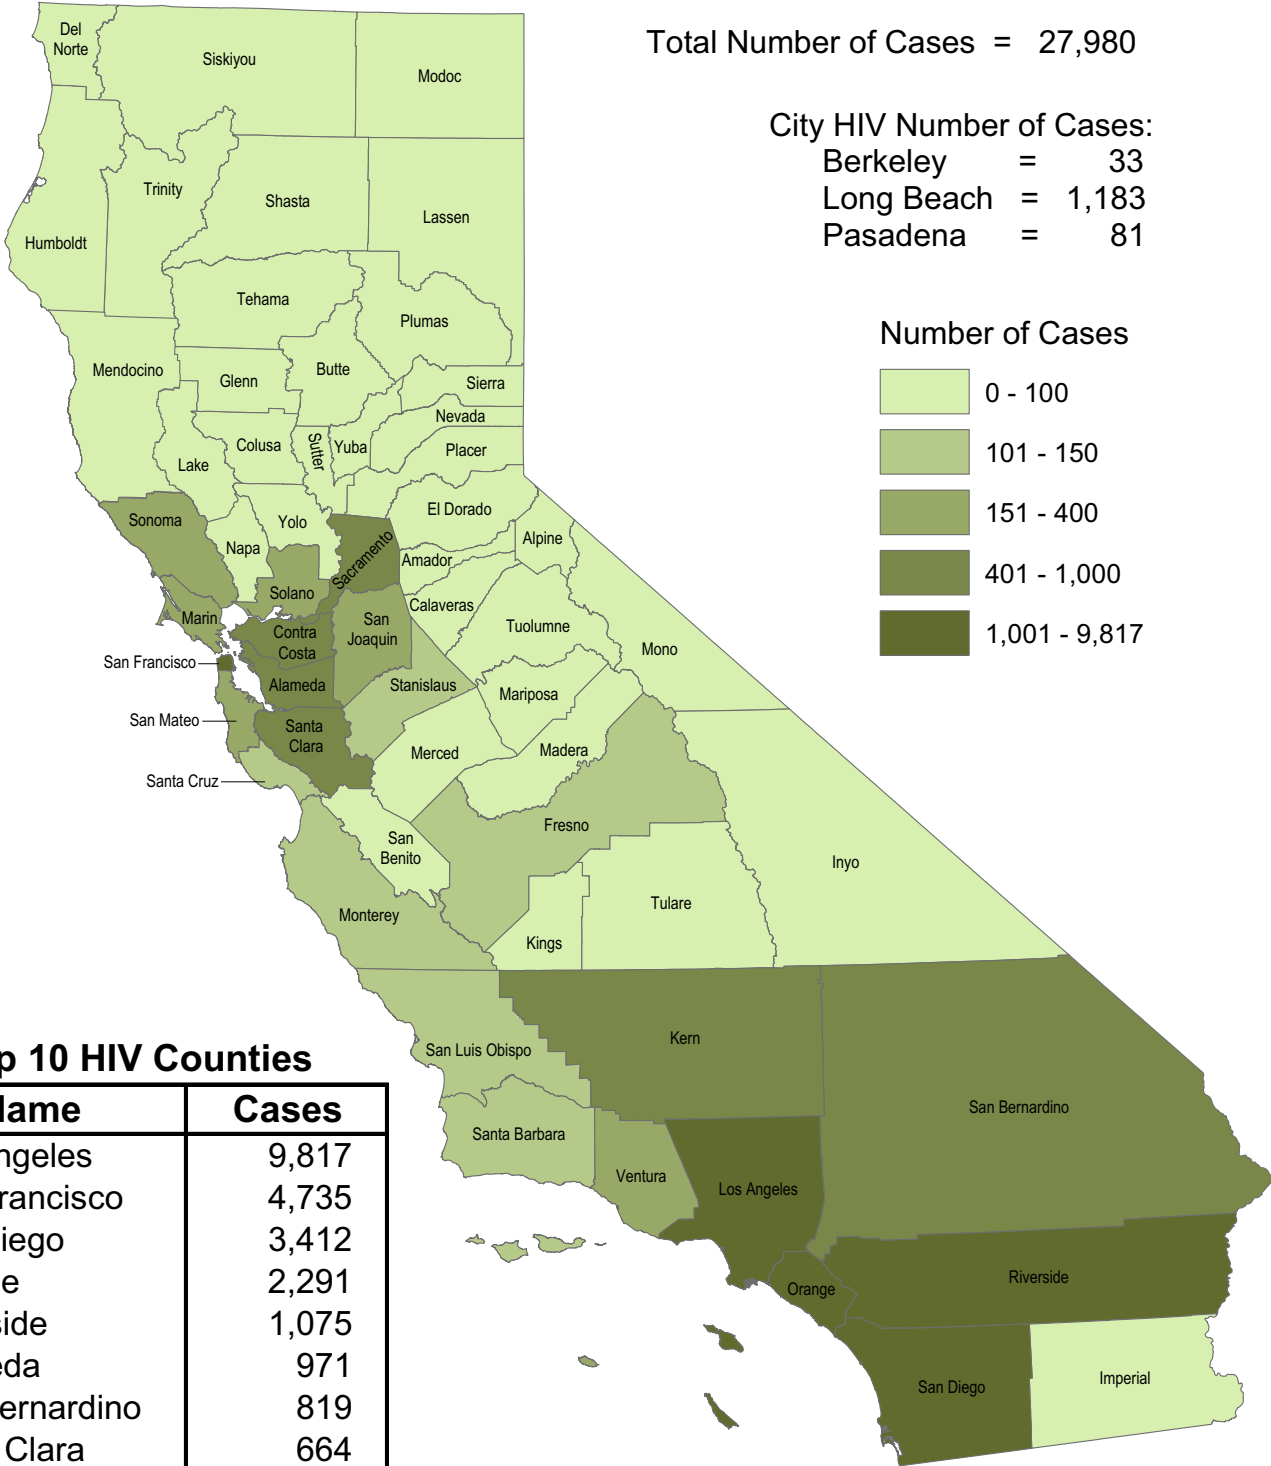 Total Number of Cases = 27,980
City HIV Number of Cases:
Berkeley = 33
Long Beach = 1,183
Pasadena = 81
Number of Cases
0 - 100
101 - 150
151 - 400
401 - 1,000
1,001 - 9,817
Del
Norte
Siskiyou
Modoc
Trinity
Shasta
Lassen
Humboldt
Tehama
Plumas
Mendocino
Glenn
Butte
Sierra
Nevada
Colusa
Sutter
Yuba
Placer
Lake
El Dorado
Sonoma
Yolo
Napa
Sacramento
Alpine
Amador
Solano
Calaveras
Marin
San
Joaquin
Contra
Costa
Tuolumne
Mono
San Francisco
Alameda
Stanislaus
Mariposa
San Mateo
Santa
Clara
Merced
Madera
Santa Cruz
Fresno
San
Benito
Inyo
Monterey
Tulare
Kings
Kern
San Luis Obispo
San Bernardino
Santa Barbara
Ventura
Los Angeles
Orange
Riverside
San Diego
Imperial
p 10 HIV Counties
lame Cases
ngeles 9,817
rancisco 4,735
iego 3,412
e 2,291
side 1,075
eda 971
ernardino 819
Clara 664